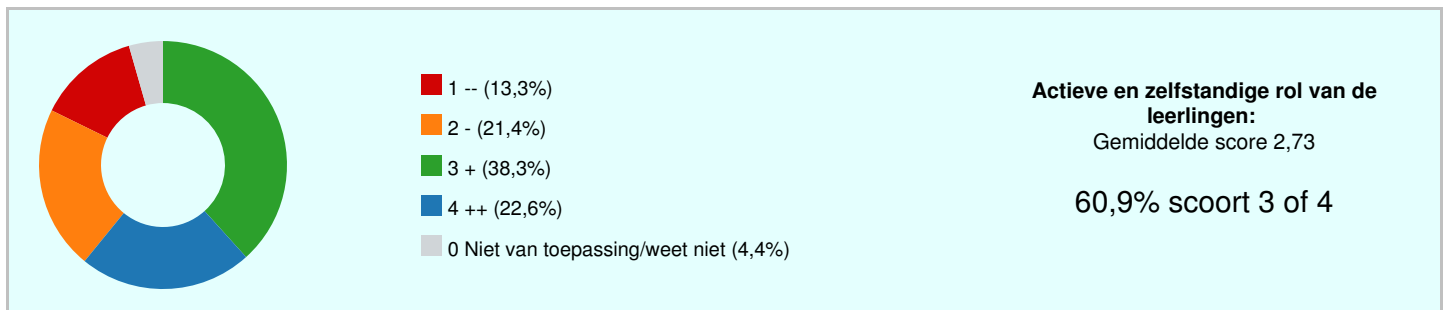 1 -- (13,3%)
2 - (21,4%)
3 + (38,3%)
4 ++ (22,6%)
0 Niet van toepassing/weet niet (4,4%)
Actieve en zelfstandige rol van de
leerlingen:
Gemiddelde score 2,73
60,9% scoort 3 of 4